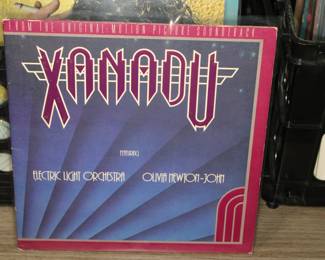 FROM THE ORIGINAL MOTION PICTURE SOUNDTRACK
XANADU
FEATURING
ELECTRIC LIGHT ORCHESTRA OLIVIA NEWTON-JOHN